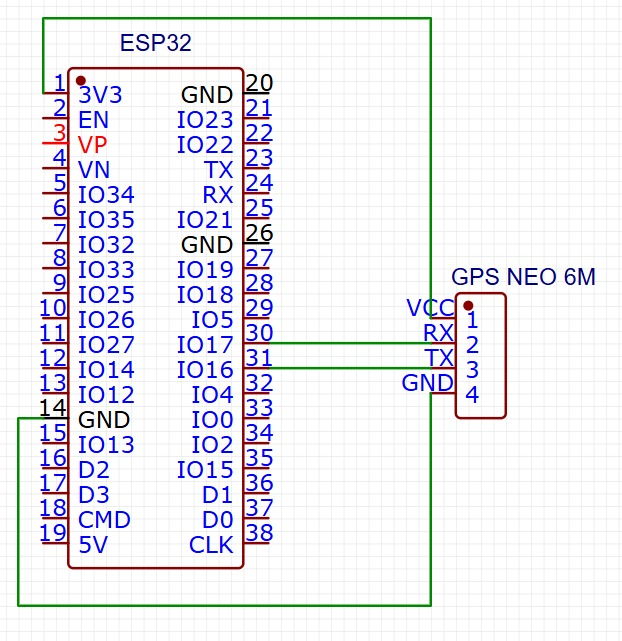 ESP32
1 3V3 GND 20
2 EN IO23 21
3 VP IO22 22
4 VN TX 23
5 IO34 RX 24
6 IO35 IO21 25
7 IO32 GND 26
8 IO33 IO19 27
9 IO25 IO18 28
10 IO26 IO5 29
11 IO27 IO17 30
12 IO14 IO16 31
13 IO12 IO4 32
14 GND IO0 33
15 IO13 IO2 34
16 D2 IO15 35
17 D3 D1 36
18 CMD D0 37
19 5V CLK 38
GPS NEO 6M
VCC 1
RX 2
TX 3
GND 4